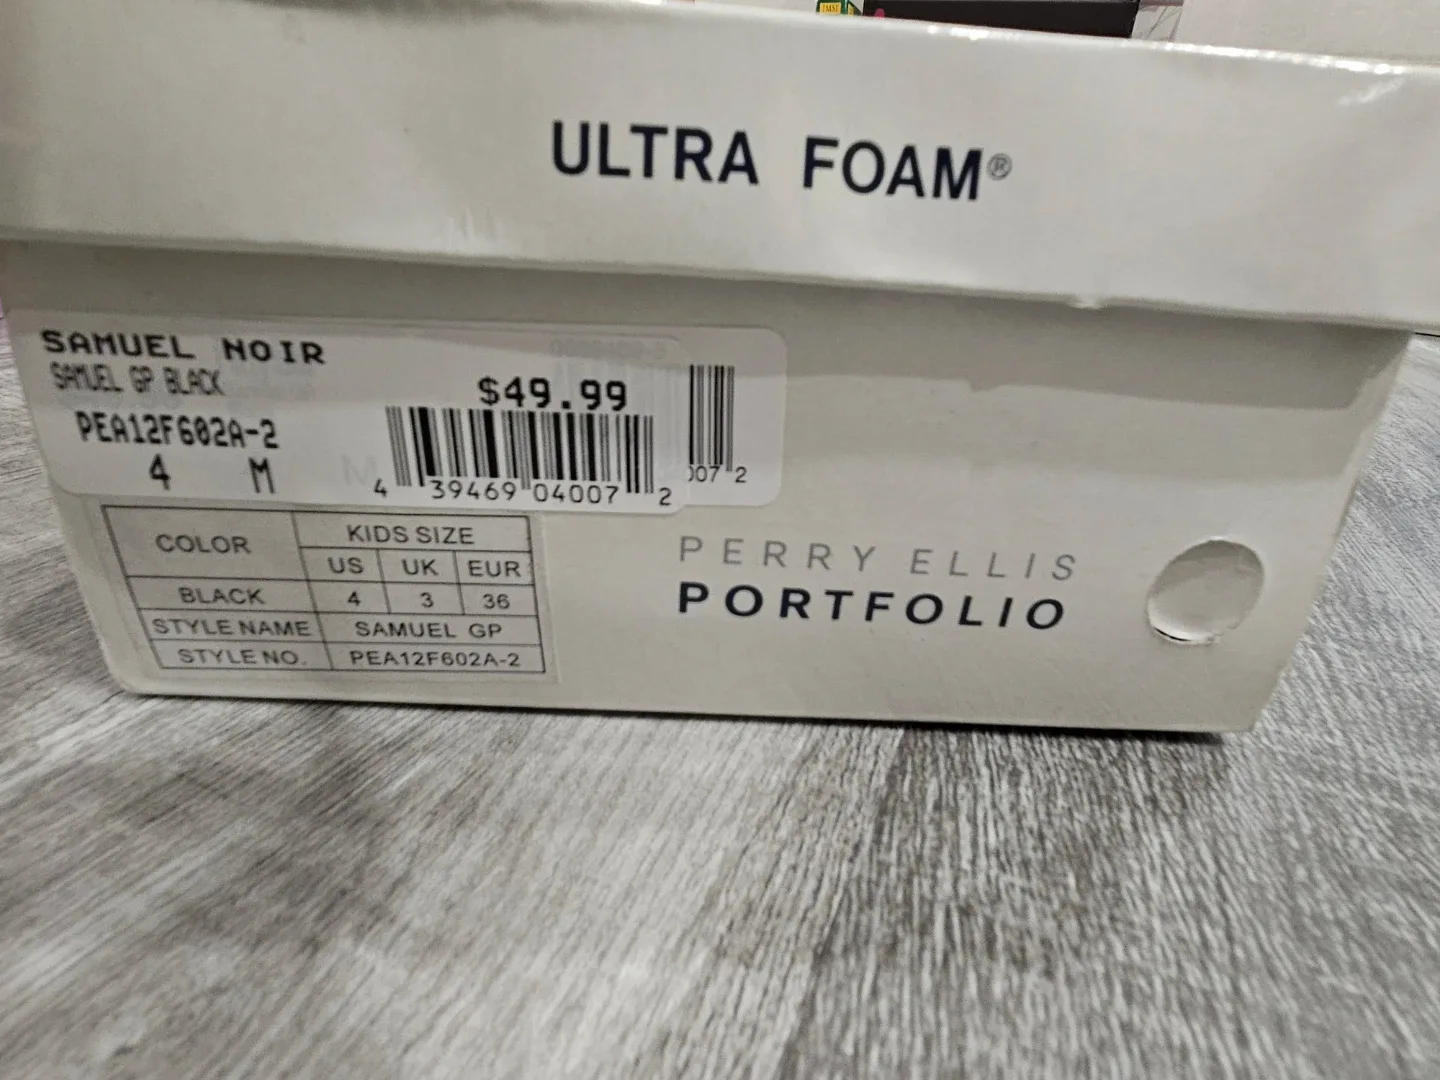 ULTRA FOAM®
SAMUEL NOIR
SAMUEL GP BLACK
$49.99
PEA12F602A-2
4 M
4 39469 04007 2
007 2
COLOR KIDS SIZE
US UK EUR
BLACK 4 3 36
STYLE NAME SAMUEL GP
STYLE NO. PEA12F602A-2
PERRY ELLIS
PORTFOLIO